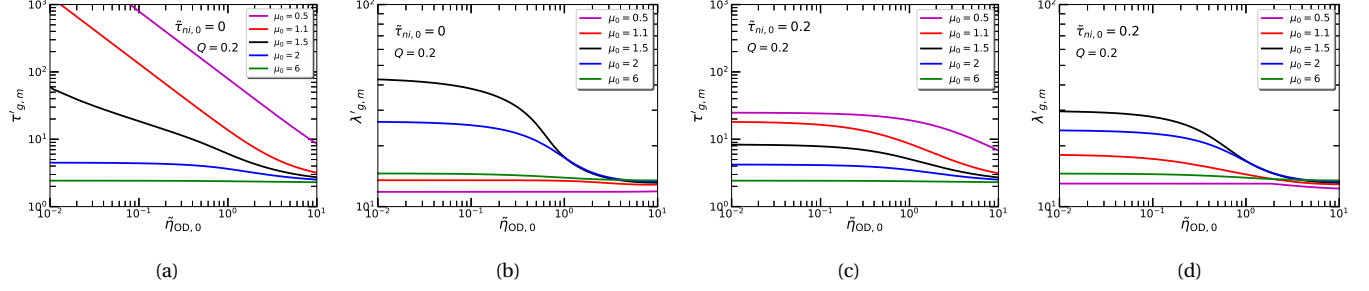 10³
10²
10¹
10⁰
τ′g,m
τ̃ni,0 = 0
Q = 0.2
μ₀ = 0.5
μ₀ = 1.1
μ₀ = 1.5
μ₀ = 2
μ₀ = 6
10⁻² 10⁻¹ 10⁰ 10¹
η̃OD,0
(a)
10²
10¹
λ′g,m
τ̃ni,0 = 0
Q = 0.2
μ₀ = 0.5
μ₀ = 1.1
μ₀ = 1.5
μ₀ = 2
μ₀ = 6
10⁻² 10⁻¹ 10⁰ 10¹
η̃OD,0
(b)
10³
10²
10¹
10⁰
τ′g,m
τ̃ni,0 = 0.2
Q = 0.2
μ₀ = 0.5
μ₀ = 1.1
μ₀ = 1.5
μ₀ = 2
μ₀ = 6
10⁻² 10⁻¹ 10⁰ 10¹
η̃OD,0
(c)
10²
10¹
λ′g,m
τ̃ni,0 = 0.2
Q = 0.2
μ₀ = 0.5
μ₀ = 1.1
μ₀ = 1.5
μ₀ = 2
μ₀ = 6
10⁻² 10⁻¹ 10⁰ 10¹
η̃OD,0
(d)